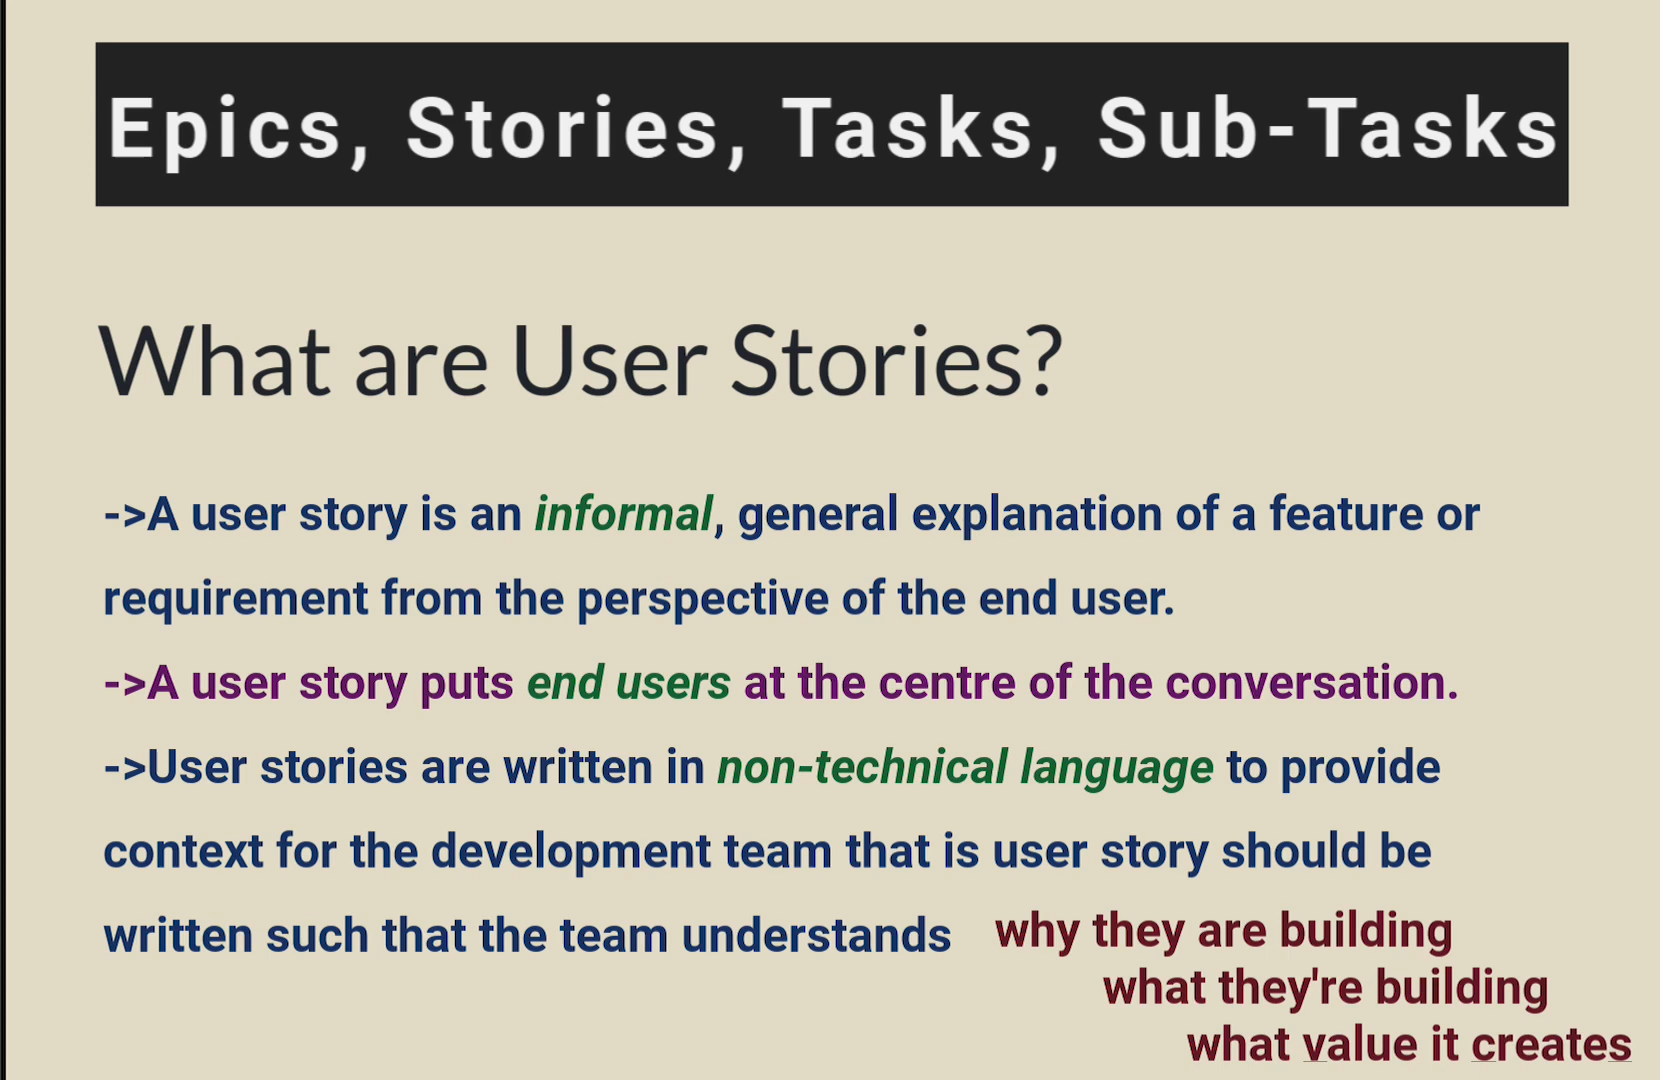 Epics, Stories, Tasks, Sub-Tasks
What are User Stories?
->A user story is an informal, general explanation of a feature or
requirement from the perspective of the end user.
->A user story puts end users at the centre of the conversation.
->User stories are written in non-technical language to provide
context for the development team that is user story should be
written such that the team understands why they are building
what they're building
what value it creates